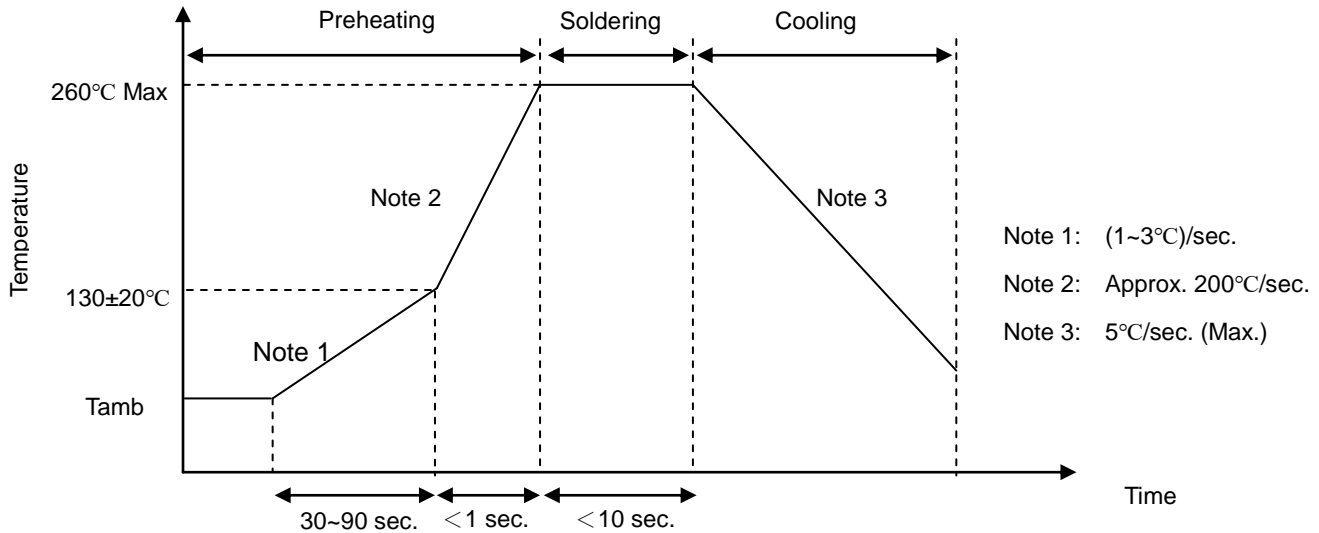 Preheating
Soldering
Cooling
260℃ Max
Temperature
Note 2
Note 3
Note 1: (1~3℃)/sec.
Note 2: Approx. 200℃/sec.
130±20℃
Note 3: 5℃/sec. (Max.)
Note 1
Tamb
Time
30~90 sec.
＜1 sec.
＜10 sec.